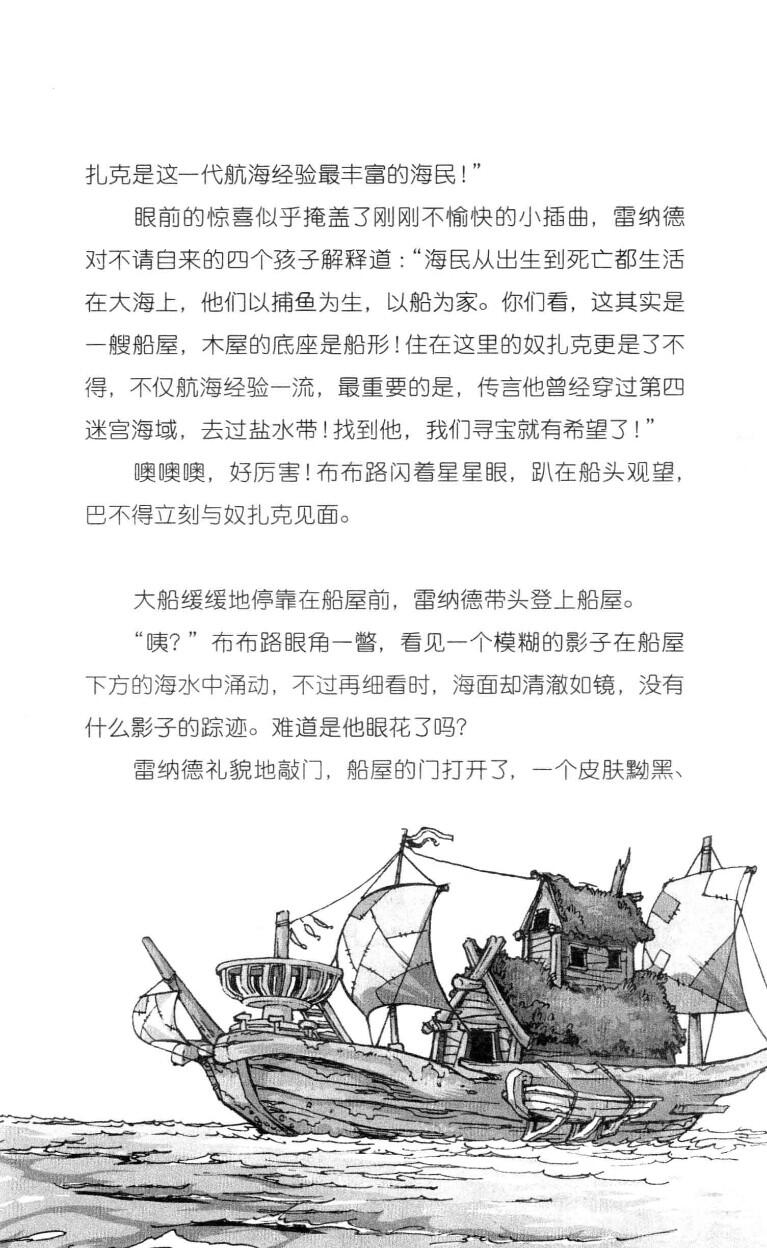 扎克是这一代航海经验最丰富的海民！”
眼前的惊喜似乎掩盖了刚刚不愉快的小插曲，雷纳德
对不请自来的四个孩子解释道：“海民从出生到死亡都生活
在大海上，他们以捕鱼为生，以船为家。你们看，这其实是
一艘船屋，木屋的底座是船形！住在这里的奴扎克更是了不
得，不仅航海经验一流，最重要的是，传言他曾经穿过第四
迷宫海域，去过盐水带！找到他，我们寻宝就有希望了！”
噢噢噢，好厉害！布布路闪着星星眼，趴在船头观望，
巴不得立刻与奴扎克见面。
大船缓缓地停靠在船屋前，雷纳德带头登上船屋。
“咦？”布布路眼角一瞥，看见一个模糊的影子在船屋
下方的海水中涌动，不过再细看时，海面却清澈如镜，没有
什么影子的踪迹。难道是他眼花了吗？
雷纳德礼貌地敲门，船屋的门打开了，一个皮肤黝黑、